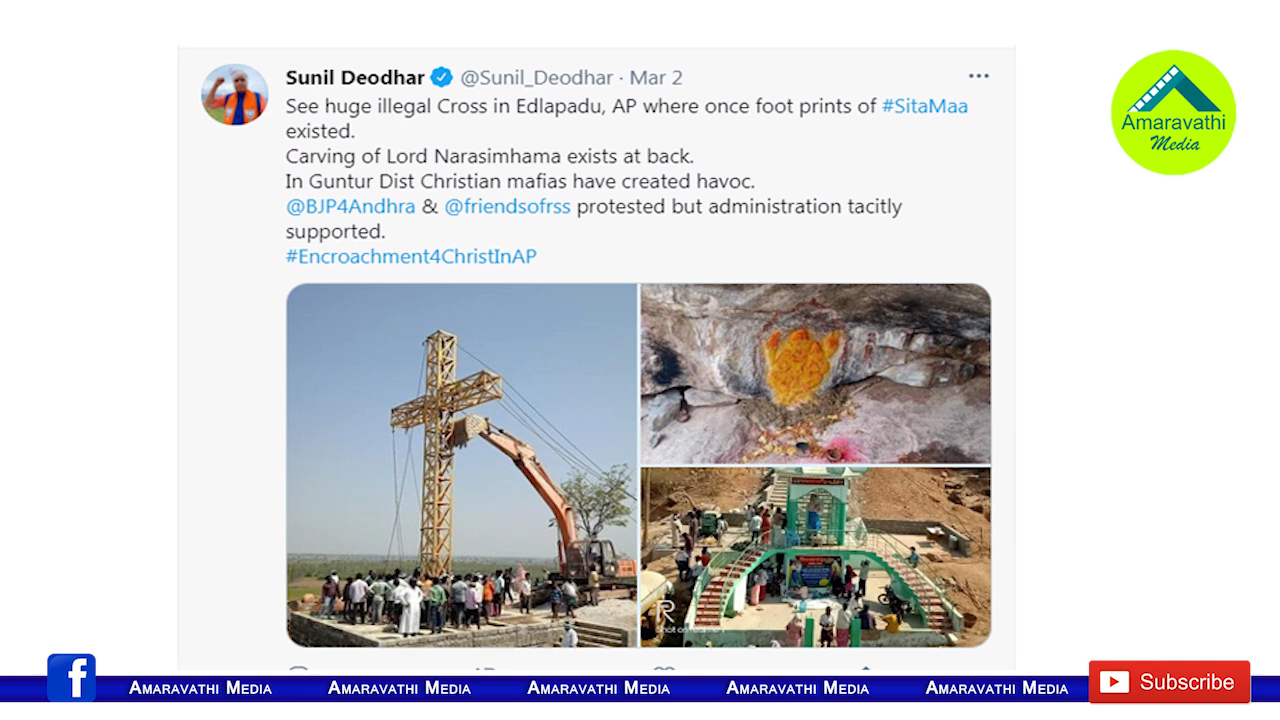 Sunil Deodhar @Sunil_Deodhar · Mar 2
See huge illegal Cross in Edlapadu, AP where once foot prints of #SitaMaa
existed.
Carving of Lord Narasimhama exists at back.
In Guntur Dist Christian mafias have created havoc.
@BJP4Andhra & @friendsofrss protested but administration tacitly
supported.
#Encroachment4ChristInAP
Amaravathi
Media
R
Shot on
f
Amaravathi Media Amaravathi Media Amaravathi Media Amaravathi Media Amaravathi Media
Subscribe